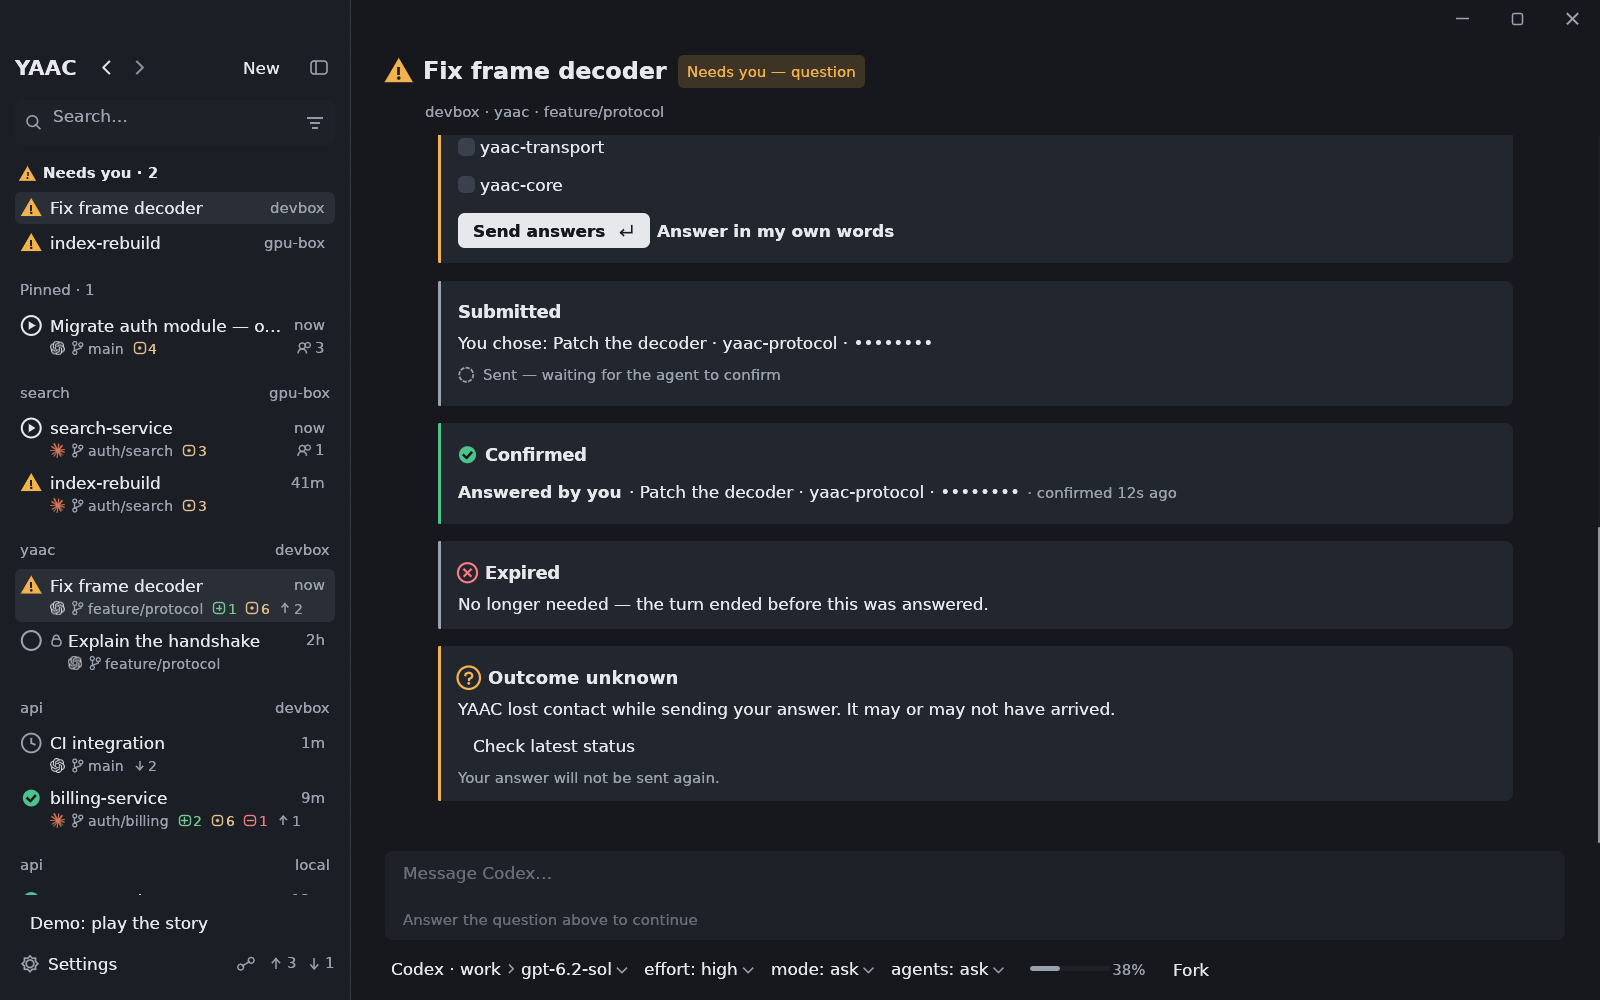 YAAC
New
Search…
Needs you · 2
Fix frame decoder devbox
index-rebuild gpu-box
Pinned · 1
Migrate auth module — o… now
main 4 3
search gpu-box
search-service now
auth/search 3 1
index-rebuild 41m
auth/search 3
yaac devbox
Fix frame decoder now
feature/protocol 1 6 2
Explain the handshake 2h
feature/protocol
api devbox
CI integration 1m
main 2
billing-service 9m
auth/billing 2 6 1 1
api local
Demo: play the story
Settings 3 1
Fix frame decoder Needs you — question
devbox · yaac · feature/protocol
yaac-transport
yaac-core
Send answers Answer in my own words
Submitted
You chose: Patch the decoder · yaac-protocol · ••••••••
Sent — waiting for the agent to confirm
Confirmed
Answered by you · Patch the decoder · yaac-protocol · •••••••• · confirmed 12s ago
Expired
No longer needed — the turn ended before this was answered.
Outcome unknown
YAAC lost contact while sending your answer. It may or may not have arrived.
Check latest status
Your answer will not be sent again.
Message Codex…
Answer the question above to continue
Codex · work gpt-6.2-sol effort: high mode: ask agents: ask 38% Fork